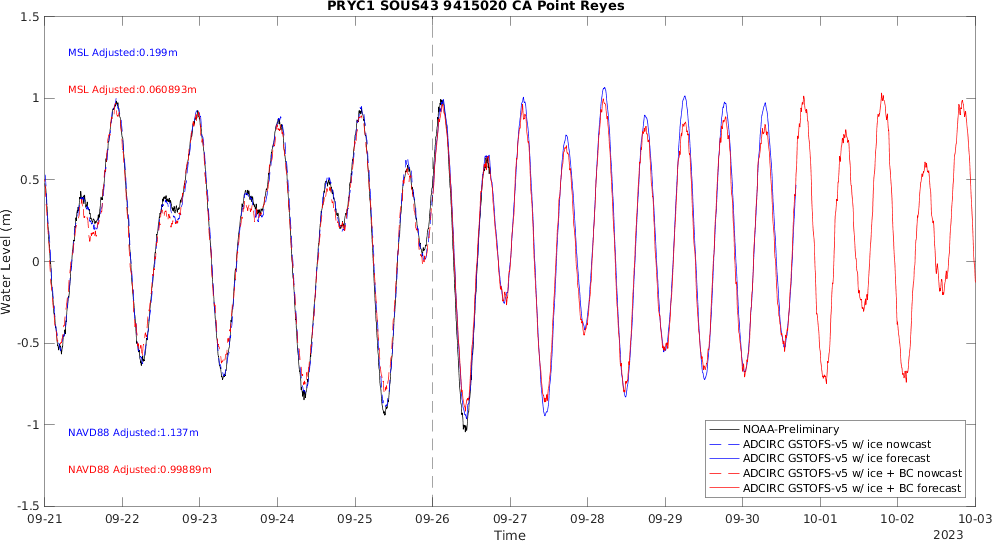 PRYC1 SOUS43 9415020 CA Point Reyes
1.5
1
0.5
0
-0.5
-1
-1.5
Water Level (m)
MSL Adjusted:0.199m
MSL Adjusted:0.060893m
NAVD88 Adjusted:1.137m
NAVD88 Adjusted:0.99889m
NOAA-Preliminary
ADCIRC GSTOFS-v5 w/ ice nowcast
ADCIRC GSTOFS-v5 w/ ice forecast
ADCIRC GSTOFS-v5 w/ ice + BC nowcast
ADCIRC GSTOFS-v5 w/ ice + BC forecast
09-21 09-22 09-23 09-24 09-25 09-26 09-27 09-28 09-29 09-30 10-01 10-02 10-03
Time
2023